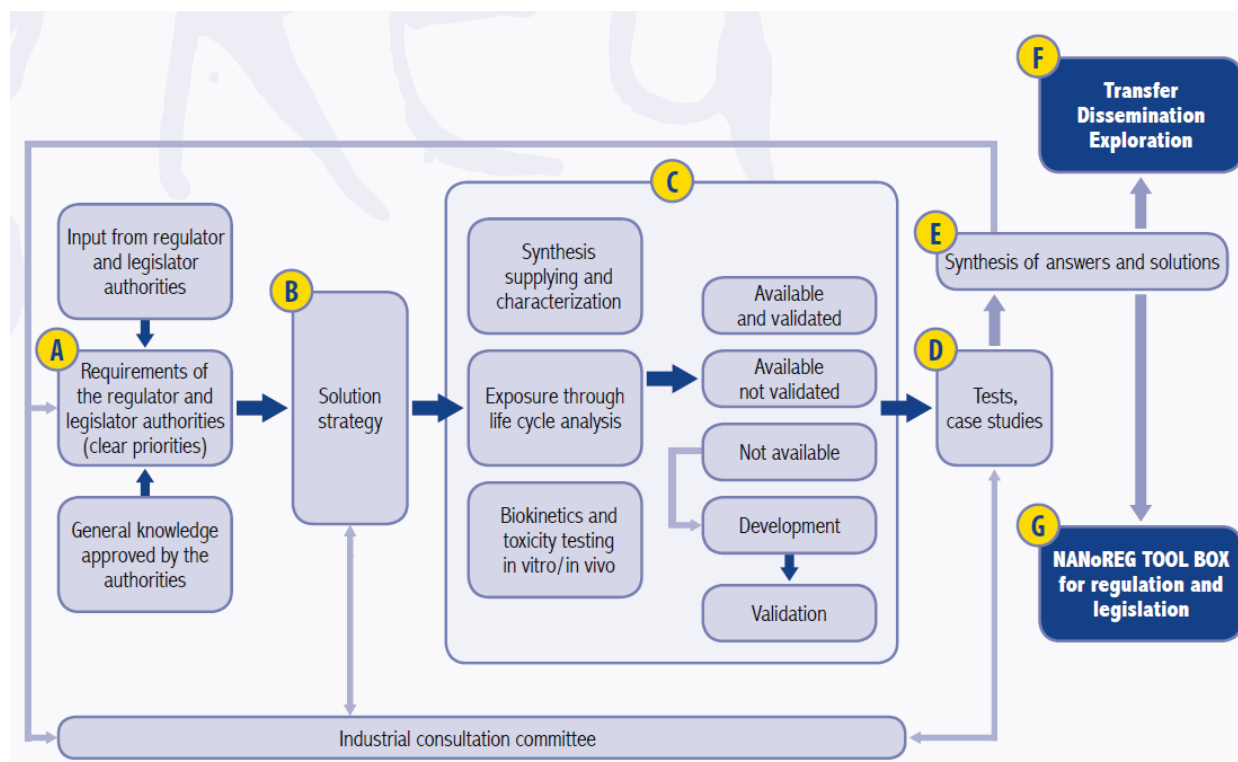 F
Transfer
Dissemination
Exploration
C
E
Synthesis of answers and solutions
Input from regulator
and legislator
authorities
A
Requirements of
the regulator and
legislator authorities
(clear priorities)
General knowledge
approved by the
authorities
B
Solution
strategy
Synthesis
supplying and
characterization
Exposure through
life cycle analysis
Biokinetics and
toxicity testing
in vitro/in vivo
Available
and validated
Available
not validated
Not available
Development
Validation
D
Tests,
case studies
G
NANoREG TOOL BOX
for regulation and
legislation
Industrial consultation committee